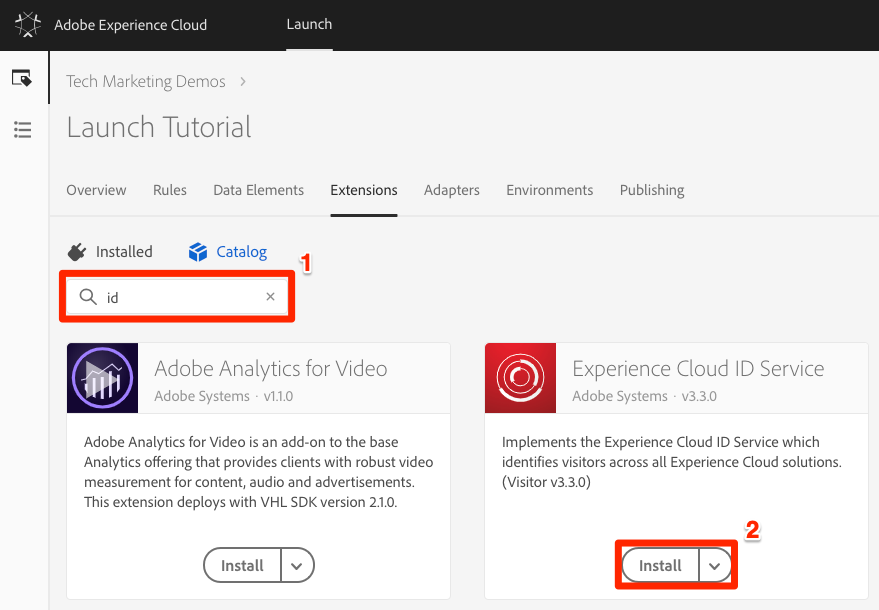 Adobe Experience Cloud Launch
Tech Marketing Demos
Launch Tutorial
Overview Rules Data Elements Extensions Adapters Environments Publishing
Installed Catalog
1
id
Adobe Analytics for Video
Adobe Systems · v1.1.0
Adobe Analytics for Video is an add-on to the base
Analytics offering that provides clients with robust video
measurement for content, audio and advertisements.
This extension deploys with VHL SDK version 2.1.0.
Install
Experience Cloud ID Service
Adobe Systems · v3.3.0
Implements the Experience Cloud ID Service which
identifies visitors across all Experience Cloud solutions.
(Visitor v3.3.0)
2
Install